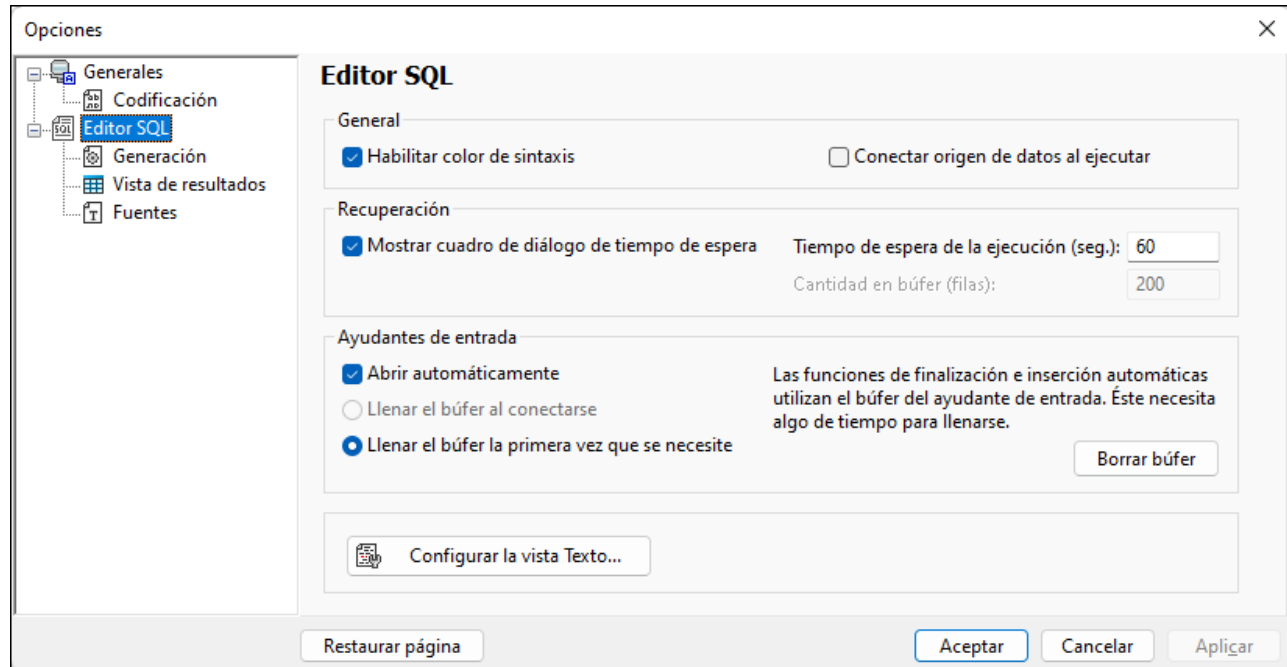 Opciones
Generales
Codificación
Editor SQL
Generación
Vista de resultados
Fuentes
Editor SQL
General
Habilitar color de sintaxis
Conectar origen de datos al ejecutar
Recuperación
Mostrar cuadro de diálogo de tiempo de espera
Tiempo de espera de la ejecución (seg.): 60
Cantidad en búfer (filas): 200
Ayudantes de entrada
Abrir automáticamente
Llenar el búfer al conectarse
Llenar el búfer la primera vez que se necesite
Las funciones de finalización e inserción automáticas
utilizan el búfer del ayudante de entrada. Éste necesita
algo de tiempo para llenarse.
Borrar búfer
Configurar la vista Texto...
Restaurar página
Aceptar
Cancelar
Aplicar